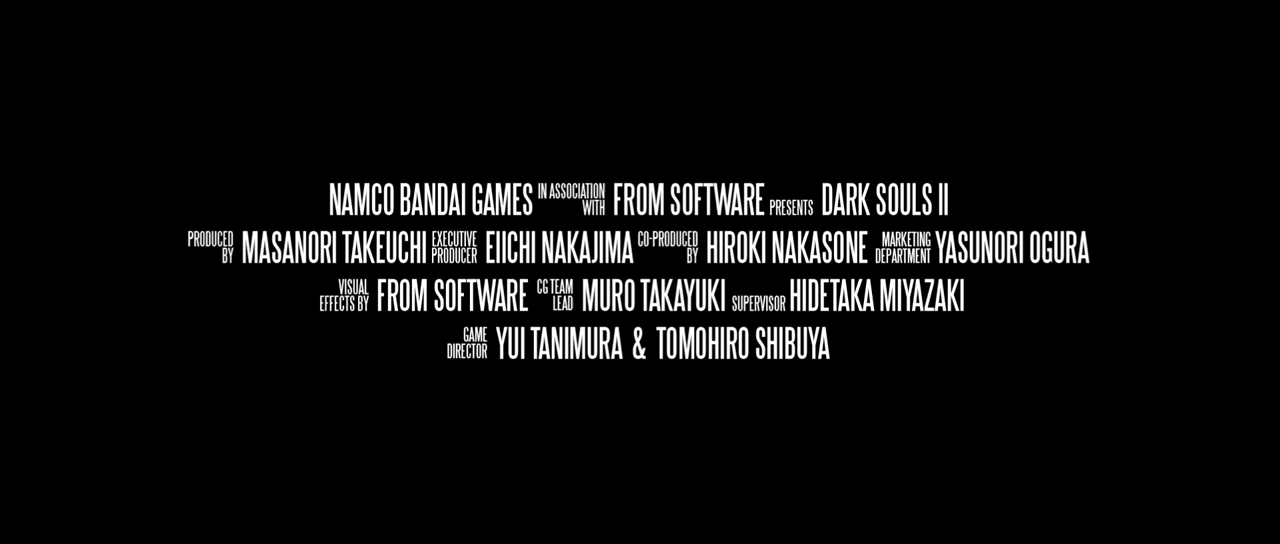 NAMCO BANDAI GAMES IN ASSOCIATION WITH FROM SOFTWARE PRESENTS DARK SOULS II
PRODUCED BY MASANORI TAKEUCHI EXECUTIVE PRODUCER EIICHI NAKAJIMA CO-PRODUCED BY HIROKI NAKASONE MARKETING DEPARTMENT YASUNORI OGURA
VISUAL EFFECTS BY FROM SOFTWARE CG TEAM LEAD MURO TAKAYUKI SUPERVISOR HIDETAKA MIYAZAKI
GAME DIRECTOR YUI TANIMURA & TOMOHIRO SHIBUYA